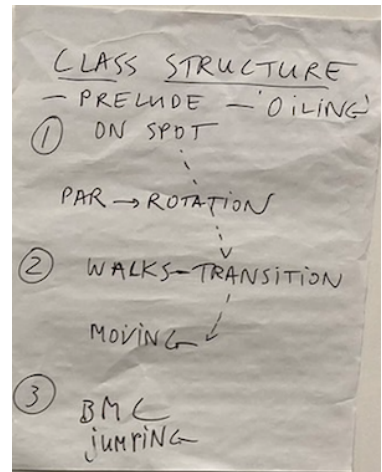 CLASS STRUCTURE
- PRELUDE - 'OiLiNG'
① ON SPOT
PAR → ROTATiON
② WALKS-TRANSiTiON
MOViNG
③ BMC
jumPiNG